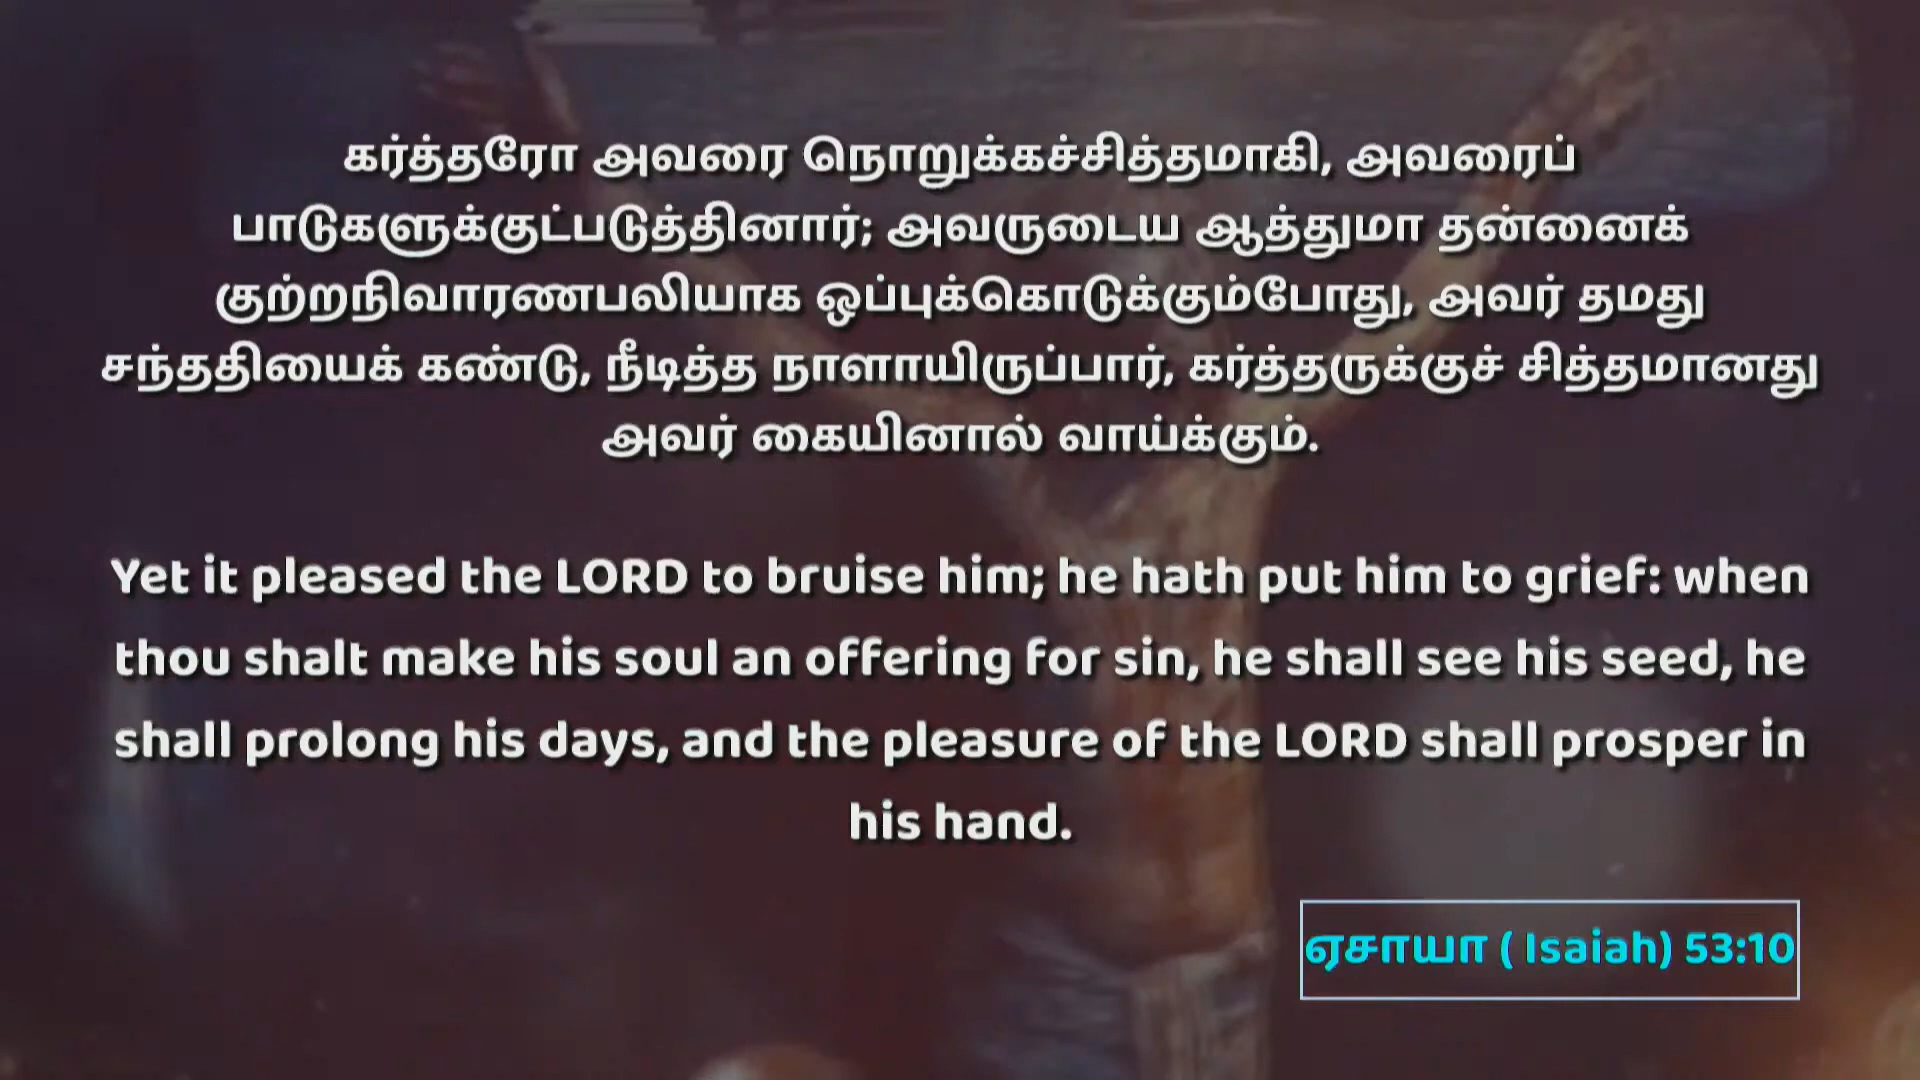 கர்த்தரோ அவரை நொறுக்கச்சித்தமாகி, அவரைப்
பாடுகளுக்குட்படுத்தினார்; அவருடைய ஆத்துமா தன்னைக்
குற்றநிவாரணபலியாக ஒப்புக்கொடுக்கும்போது, அவர் தமது
சந்ததியைக் கண்டு, நீடித்த நாளாயிருப்பார், கர்த்தருக்குச் சித்தமானது
அவர் கையினால் வாய்க்கும்.
Yet it pleased the LORD to bruise him; he hath put him to grief: when
thou shalt make his soul an offering for sin, he shall see his seed, he
shall prolong his days, and the pleasure of the LORD shall prosper in
his hand.
ஏசாயா ( Isaiah) 53:10